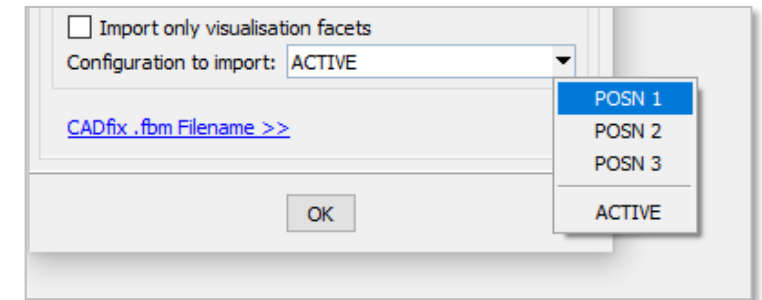 Import only visualisation facets
Configuration to import: ACTIVE
POSN 1
CADfix .fbm Filename >>
POSN 2
POSN 3
OK
ACTIVE